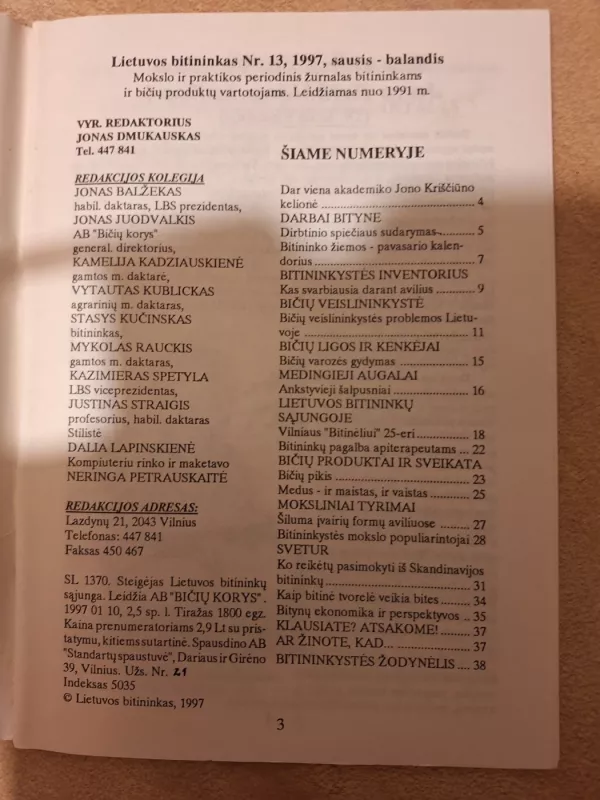 Lietuvos bitininkas Nr. 13, 1997, sausis - balandis
Mokslo ir praktikos periodinis žurnalas bitininkams
ir bičių produktų vartotojams. Leidžiamas nuo 1991 m.
VYR. REDAKTORIUS
JONAS DMUKAUSKAS
Tel. 447 841
REDAKCIJOS KOLEGIJA
JONAS BALŽEKAS
habil. daktaras, LBS prezidentas,
JONAS JUODVALKIS
AB "Bičių korys"
general. direktorius,
KAMELIJA KADZIAUSKIENĖ
gamtos m. daktarė,
VYTAUTAS KUBLICKAS
agrarinių m. daktaras,
STASYS KUČINSKAS
bitininkas,
MYKOLAS RAUCKIS
gamtos m. daktaras,
KAZIMIERAS SPETYLA
LBS viceprezidentas,
JUSTINAS STRAIGIS
profesorius, habil. daktaras
Stilistė
DALIA LAPINSKIENĖ
Kompiuteriu rinko ir maketavo
NERINGA PETRAUSKAITĖ
REDAKCIJOS ADRESAS:
Lazdynų 21, 2043 Vilnius
Telefonas: 447 841
Faksas 450 467
SL 1370. Steigėjas Lietuvos bitininkų
sąjunga. Leidžia AB "BIČIŲ KORYS".
1997 01 10, 2,5 sp. l. Tiražas 1800 egz.
Kaina prenumeratoriams 2,9 Lt su pris-
tatymu, kitiems sutartinė. Spausdino AB
"Standartų spaustuvė", Dariaus ir Girėno
39, Vilnius. Užs. Nr. 21
Indeksas 5035
© Lietuvos bitininkas, 1997
ŠIAME NUMERYJE
Dar viena akademiko Jono Kriščiūno
kelionė .............................. 4
DARBAI BITYNE
Dirbtinio spiečiaus sudarymas....... 5
Bitininko žiemos - pavasario kalen-
dorius ................................ 7
BITININKYSTĖS INVENTORIUS
Kas svarbiausia darant avilius ..... 9
BIČIŲ VEISLININKYSTĖ
Bičių veislininkystės problemos Lietu-
voje ................................. 11
BIČIŲ LIGOS IR KENKĖJAI
Bičių varozės gydymas ............. 15
MEDINGIEJI AUGALAI
Ankstyvieji šalpusniai ............... 16
LIETUVOS BITININKŲ
SĄJUNGOJE
Vilniaus "Bitinėliui" 25-eri............ 18
Bitininkų pagalba apiterapeutams ... 22
BIČIŲ PRODUKTAI IR SVEIKATA
Bičių pikis .......................... 23
Medus - ir maistas, ir vaistas ....... 25
MOKSLINIAI TYRIMAI
Šiluma įvairių formų aviliuose ...... 27
Bitininkystės mokslo populiarintojai 28
SVETUR
Ko reikėtų pasimokyti iš Skandinavijos
bitininkų ............................ 31
Kaip bitinė tvorelė veikia bites ..... 34
Bitynų ekonomika ir perspektyvos .. 35
KLAUSIATE? ATSAKOME! ...... 37
AR ŽINOTE, KAD................ 37
BITININKYSTĖS ŽODYNĖLIS .... 38
3